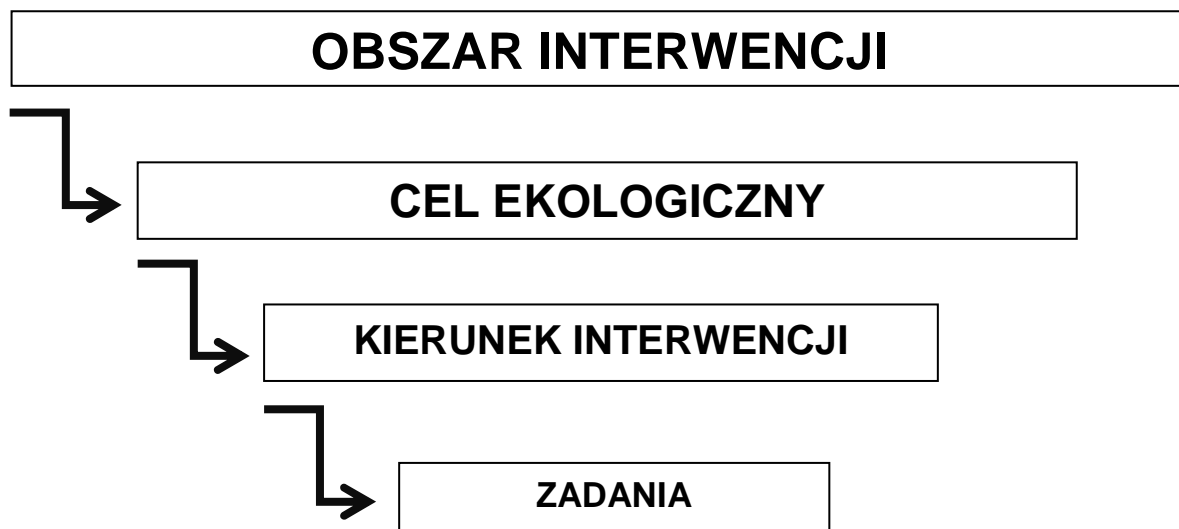 OBSZAR INTERWENCJI
CEL EKOLOGICZNY
KIERUNEK INTERWENCJI
ZADANIA